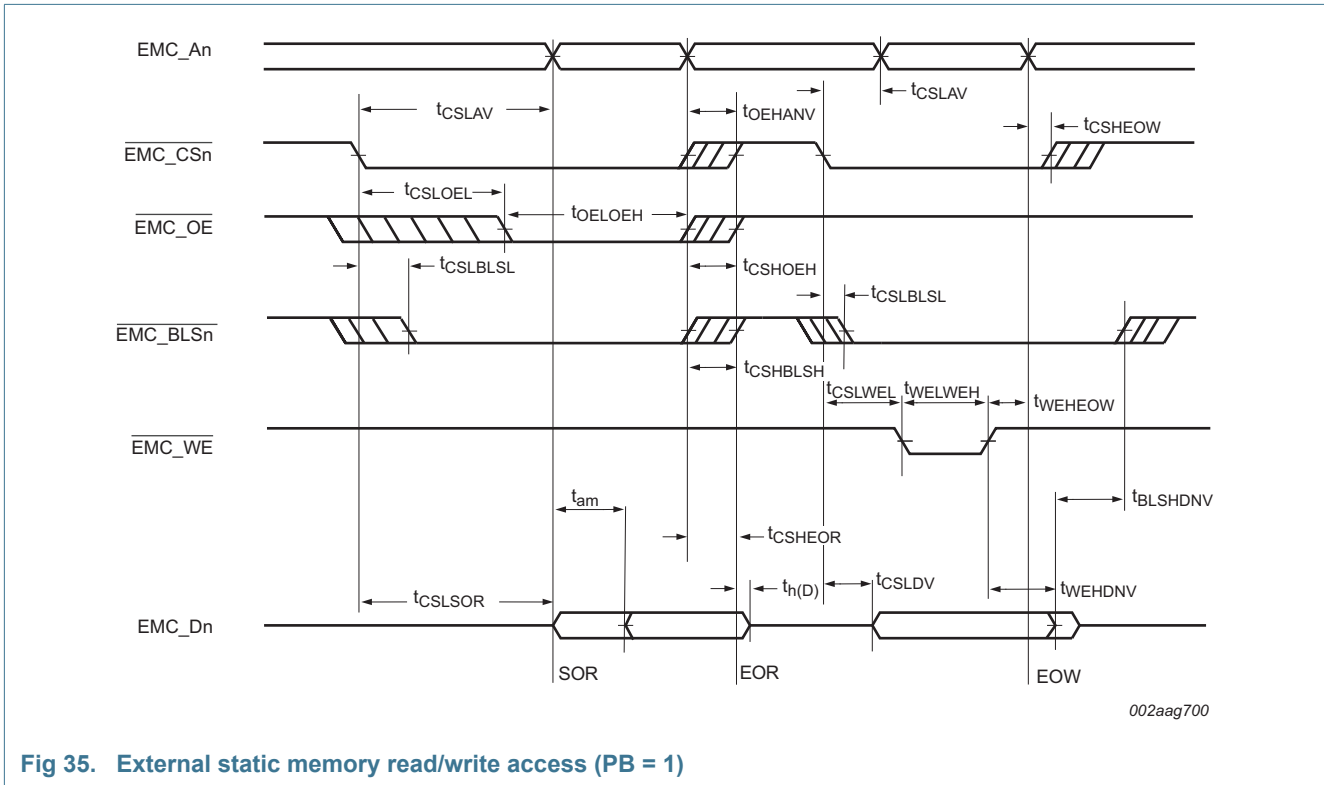 EMC_An
tCSLAV
tCSLAV
tOEHANV
tCSHEOW
EMC_CSn
tCSLOEL
tOELOEH
EMC_OE
tCSLBLSL
tCSHOEH
tCSLBLSL
EMC_BLSn
tCSHBLSH
tCSLWEL
tWELWEH
tWEHEOW
EMC_WE
tam
tBLSHDNV
tCSHEOR
tCSLSOR
th(D)
tCSLDV
tWEHDNV
EMC_Dn
SOR
EOR
EOW
002aag700
Fig 35. External static memory read/write access (PB = 1)